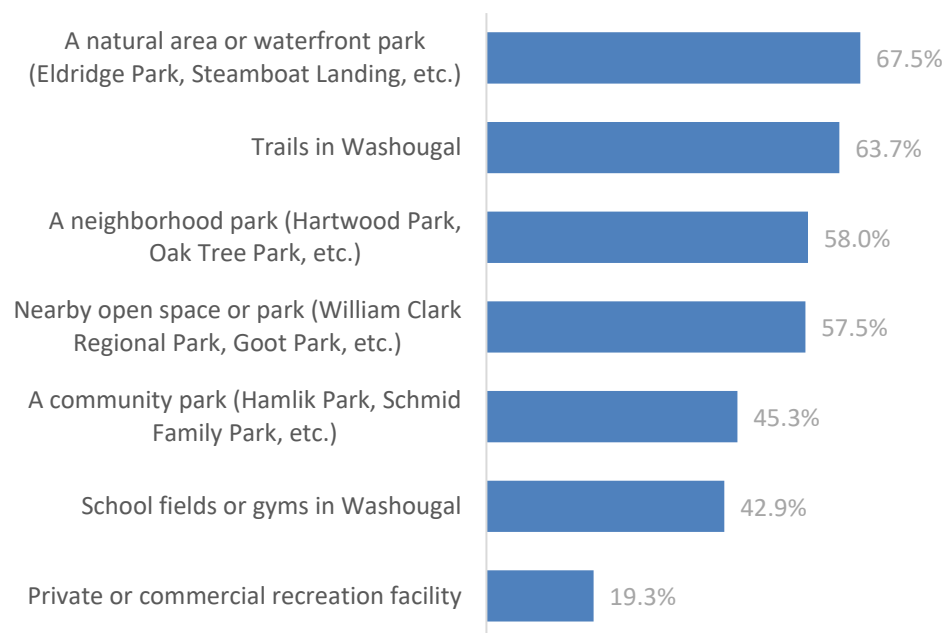 A natural area or waterfront park
(Eldridge Park, Steamboat Landing, etc.)
67.5%
Trails in Washougal
63.7%
A neighborhood park (Hartwood Park,
Oak Tree Park, etc.)
58.0%
Nearby open space or park (William Clark
Regional Park, Goot Park, etc.)
57.5%
A community park (Hamlik Park, Schmid
Family Park, etc.)
45.3%
School fields or gyms in Washougal
42.9%
Private or commercial recreation facility
19.3%